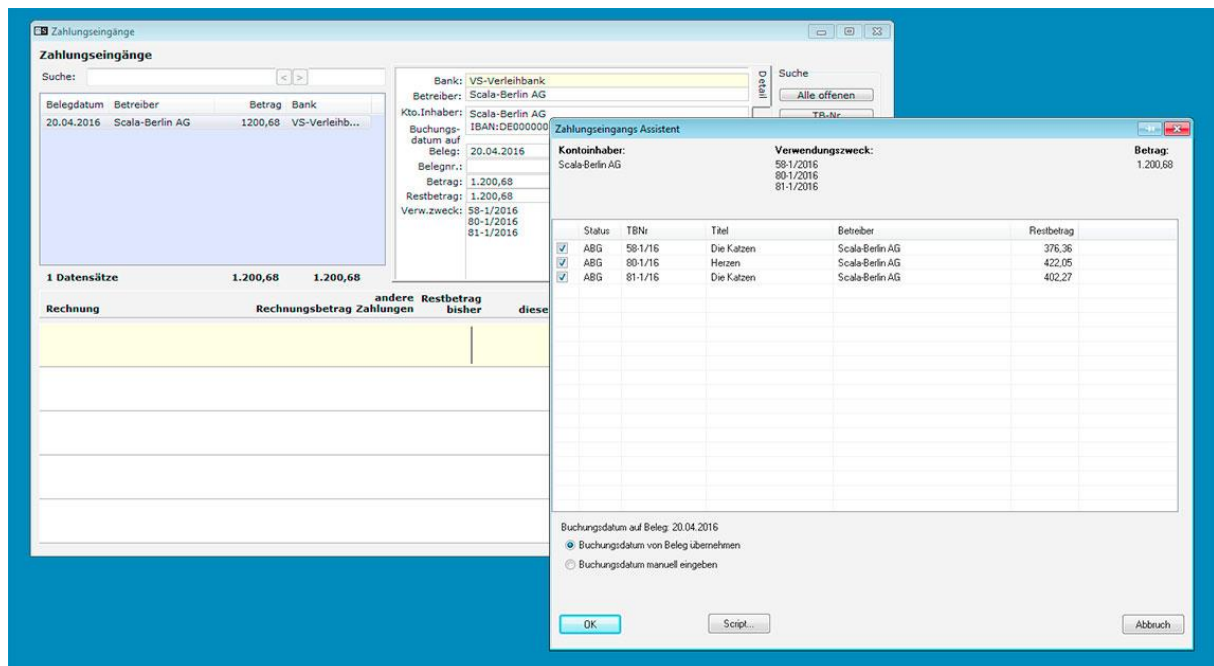 Zahlungseingänge
Zahlungseingänge
Suche:
< >
Belegdatum Betreiber Betrag Bank
20.04.2016 Scala-Berlin AG 1200,68 VS-Verleihb...
1 Datensätze 1.200,68 1.200,68
Bank: VS-Verleihbank
Betreiber: Scala-Berlin AG
Kto.Inhaber: Scala-Berlin AG
IBAN:DE000000
Buchungs-
datum auf
Beleg: 20.04.2016
Belegnr.:
Betrag: 1.200,68
Restbetrag: 1.200,68
Verw.zweck: 58-1/2016
80-1/2016
81-1/2016
Detail
Suche
Alle offenen
TB-Nr
Rechnung Rechnungsbetrag andere Zahlungen Restbetrag bisher diese
Zahlungseingangs Assistent
Kontoinhaber: Verwendungszweck: Betrag:
Scala-Berlin AG 58-1/2016 1.200,68
80-1/2016
81-1/2016
Status TBNr Titel Betreiber Restbetrag
ABG 58-1/16 Die Katzen Scala-Berlin AG 376,36
ABG 80-1/16 Herzen Scala-Berlin AG 422,05
ABG 81-1/16 Die Katzen Scala-Berlin AG 402,27
Buchungsdatum auf Beleg: 20.04.2016
Buchungsdatum von Beleg übernehmen
Buchungsdatum manuell eingeben
OK Script... Abbruch